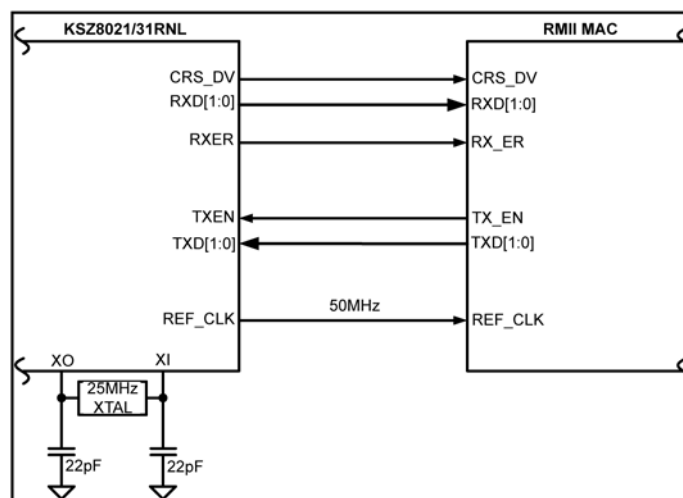 KSZ8021/31RNL
RMII MAC
CRS_DV
CRS_DV
RXD[1:0]
RXD[1:0]
RXER
RX_ER
TXEN
TX_EN
TXD[1:0]
TXD[1:0]
50MHz
REF_CLK
REF_CLK
XO
XI
25MHz
XTAL
22pF
22pF